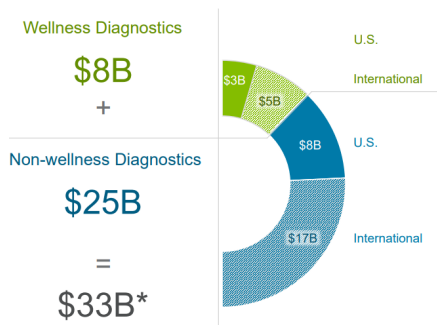 Wellness Diagnostics
$8B
+
Non-wellness Diagnostics
$25B
=
$33B*
$3B
$5B
$8B
$17B
U.S.
International
U.S.
International